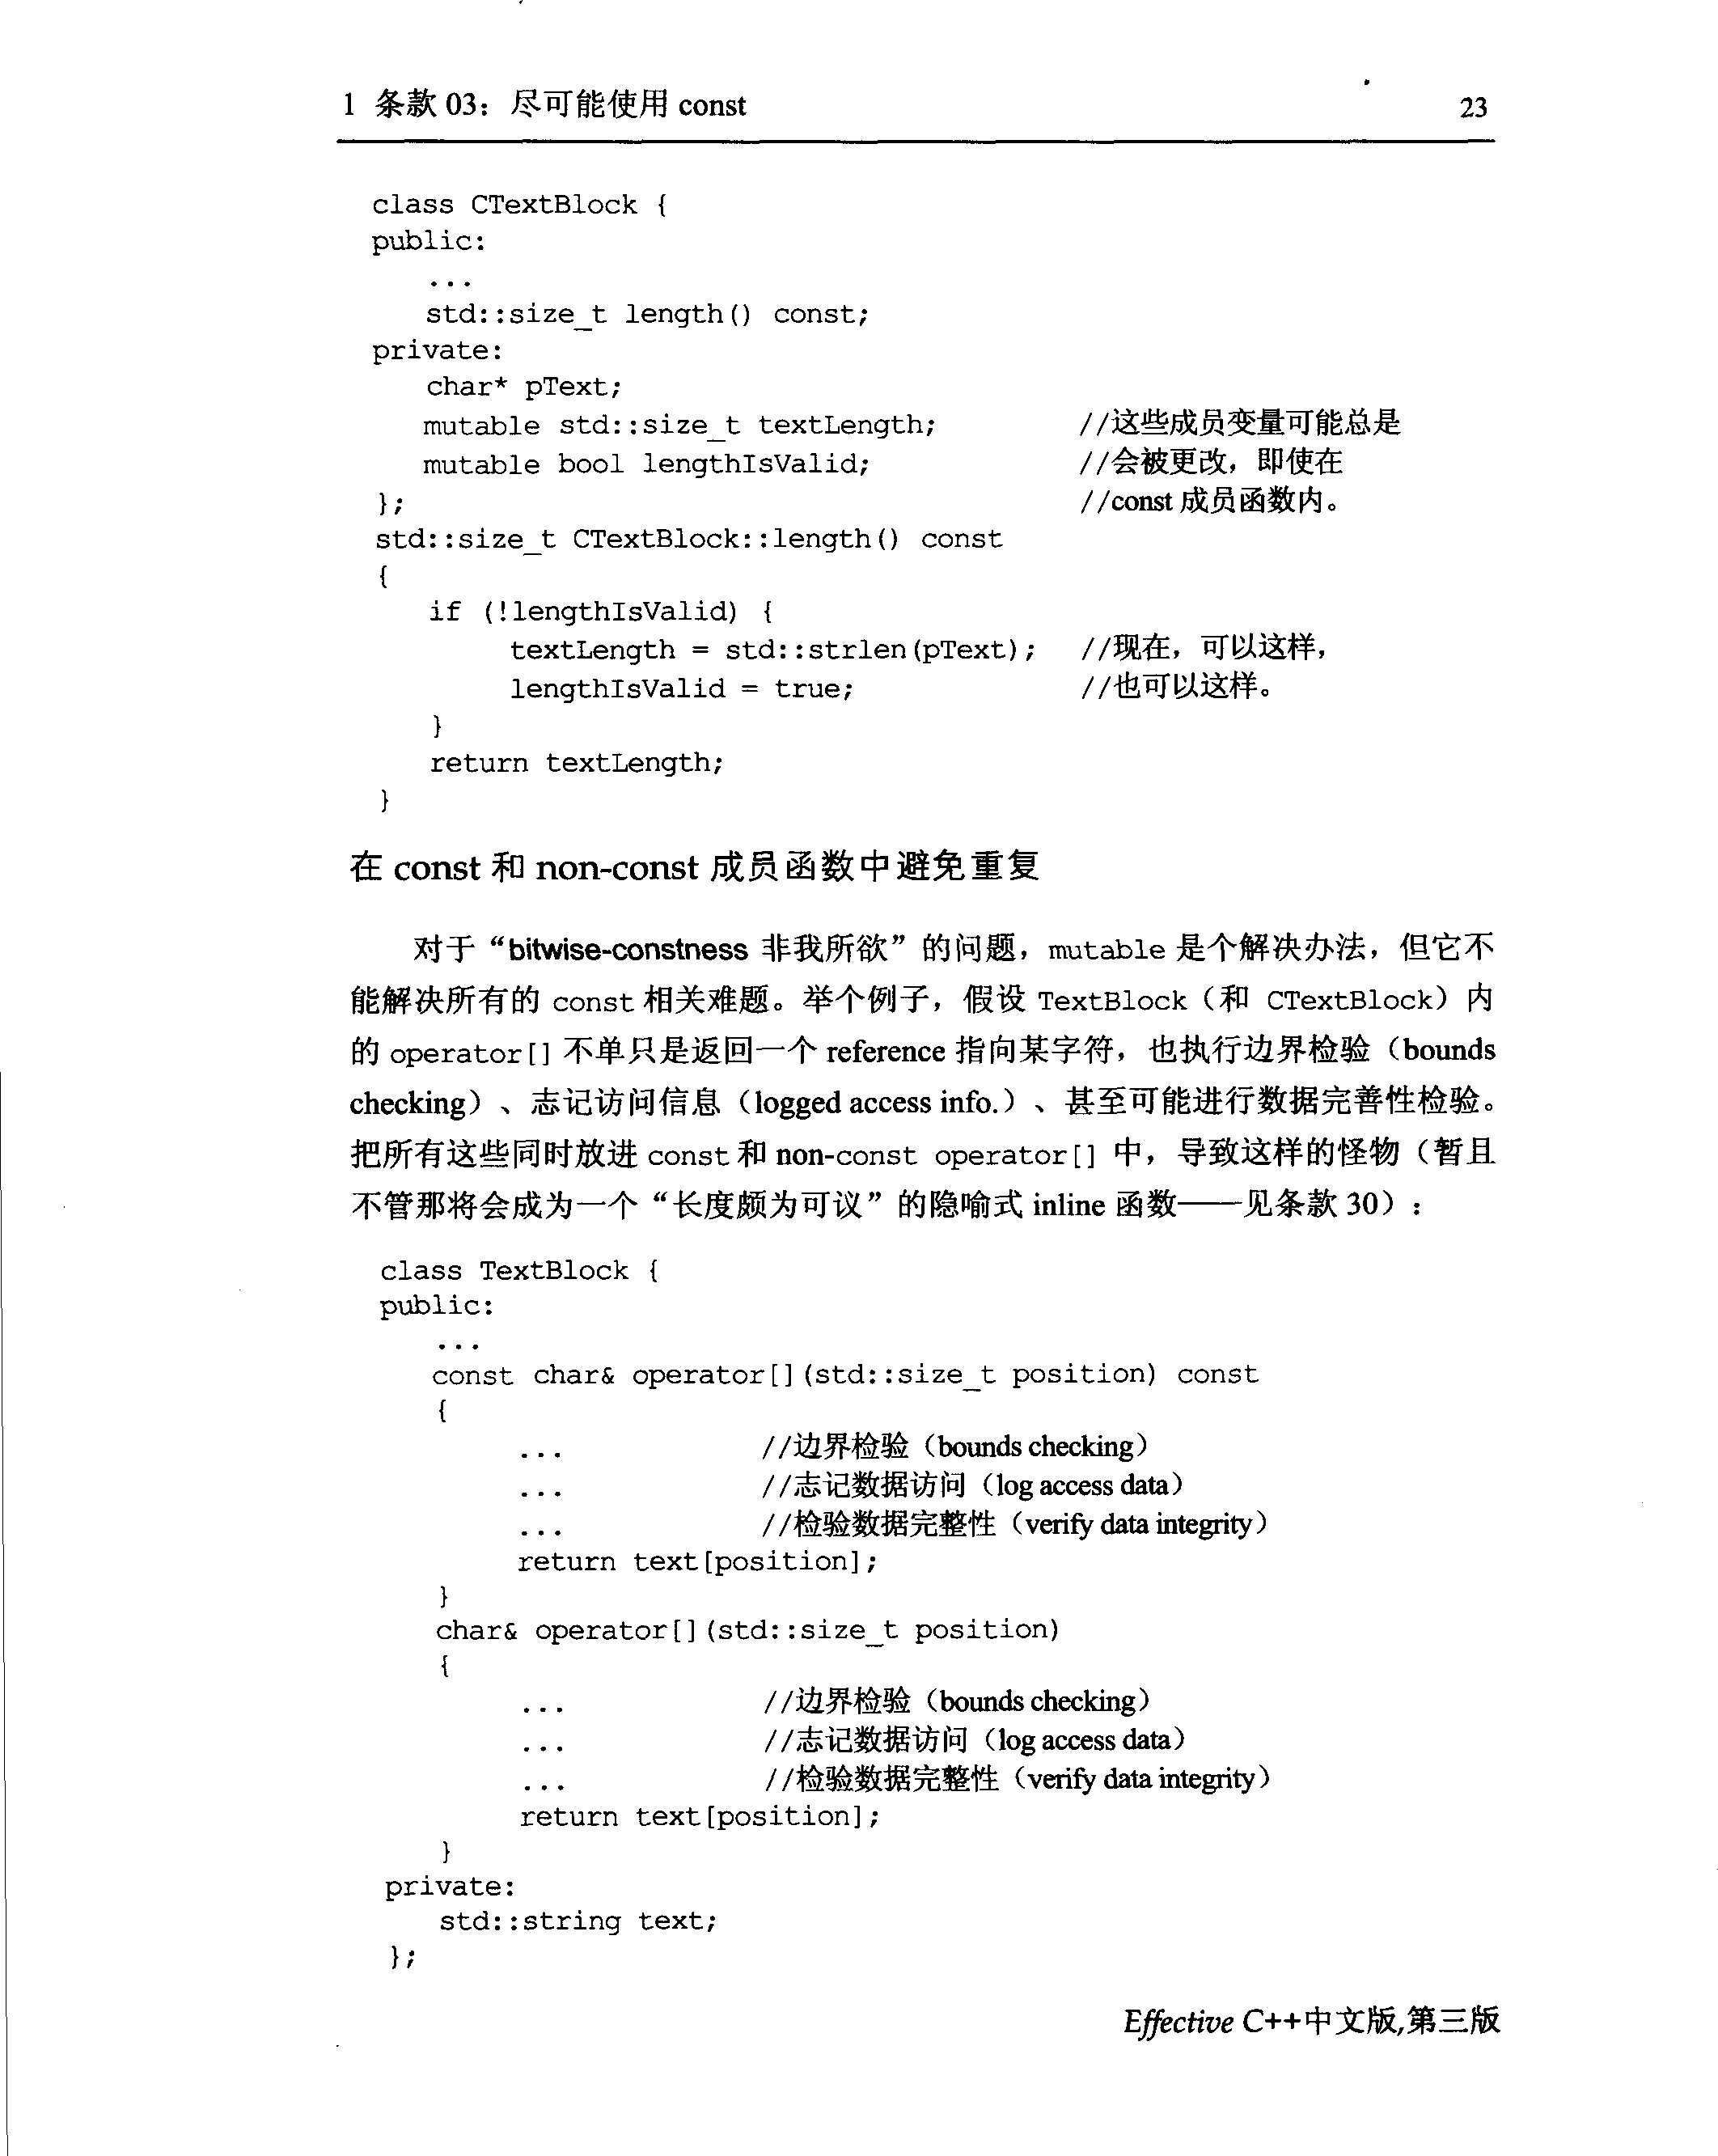 1 条款 03：尽可能使用 const 23
class CTextBlock {
public:
...
std::size_t length() const;
private:
char* pText;
mutable std::size_t textLength; //这些成员变量可能总是
mutable bool lengthIsValid; //会被更改，即使在
}; //const 成员函数内。
std::size_t CTextBlock::length() const
{
if (!lengthIsValid) {
textLength = std::strlen(pText); //现在，可以这样，
lengthIsValid = true; //也可以这样。
}
return textLength;
}
在 const 和 non-const 成员函数中避免重复
对于“bitwise-constness 非我所欲”的问题，mutable 是个解决办法，但它不
能解决所有的 const 相关难题。举个例子，假设 TextBlock（和 CTextBlock）内
的 operator[] 不单只是返回一个 reference 指向某字符，也执行边界检验（bounds
checking）、志记访问信息（logged access info.）、甚至可能进行数据完善性检验。
把所有这些同时放进 const 和 non-const operator[] 中，导致这样的怪物（暂且
不管那将会成为一个“长度颇为可议”的隐喻式 inline 函数——见条款 30）：
class TextBlock {
public:
...
const char& operator[](std::size_t position) const
{
... //边界检验（bounds checking）
... //志记数据访问（log access data）
... //检验数据完整性（verify data integrity）
return text[position];
}
char& operator[](std::size_t position)
{
... //边界检验（bounds checking）
... //志记数据访问（log access data）
... //检验数据完整性（verify data integrity）
return text[position];
}
private:
std::string text;
};
Effective C++中文版,第三版